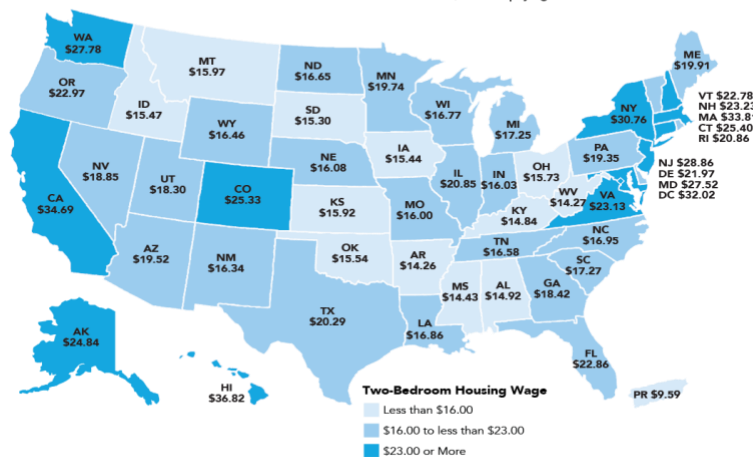 WA
$27.78
OR
$22.97
CA
$34.69
NV
$18.85
ID
$15.47
MT
$15.97
WY
$16.46
UT
$18.30
AZ
$19.52
CO
$25.33
NM
$16.34
ND
$16.65
SD
$15.30
NE
$16.08
KS
$15.92
OK
$15.54
TX
$20.29
MN
$19.74
IA
$15.44
MO
$16.00
AR
$14.26
LA
$16.86
WI
$16.77
IL
$20.85
MI
$17.25
IN
$16.03
OH
$15.73
KY
$14.84
TN
$16.58
MS
$14.43
AL
$14.92
GA
$18.42
FL
$22.86
SC
$17.27
NC
$16.95
VA
$23.13
WV
$14.27
PA
$19.35
NY
$30.76
ME
$19.91
VT $22.78
NH $23.23
MA $33.81
CT $25.40
RI $20.86
NJ $28.86
DE $21.97
MD $27.52
DC $32.02
AK
$24.84
HI
$36.82
PR $9.59
Two-Bedroom Housing Wage
Less than $16.00
$16.00 to less than $23.00
$23.00 or More